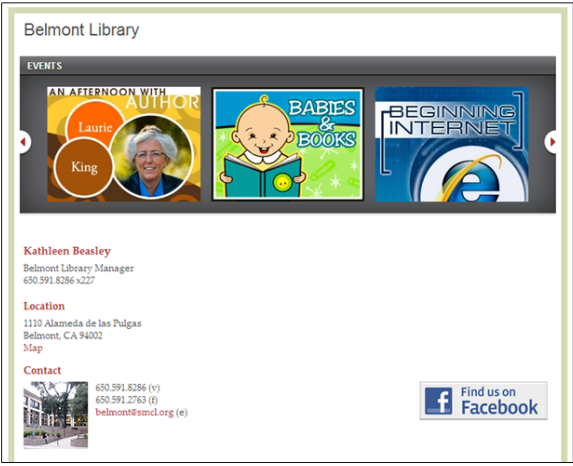 Belmont Library
EVENTS
AN AFTERNOON WITH
AUTHOR
Laurie
King
BABIES
&
BOOKS
BEGINNING
INTERNET
Kathleen Beasley
Belmont Library Manager
650.591.8286 x227
Location
1110 Alameda de las Pulgas
Belmont, CA 94002
Map
Contact
650.591.8286 (v)
650.591.2763 (f)
belmont@smcl.org (e)
Find us on
Facebook